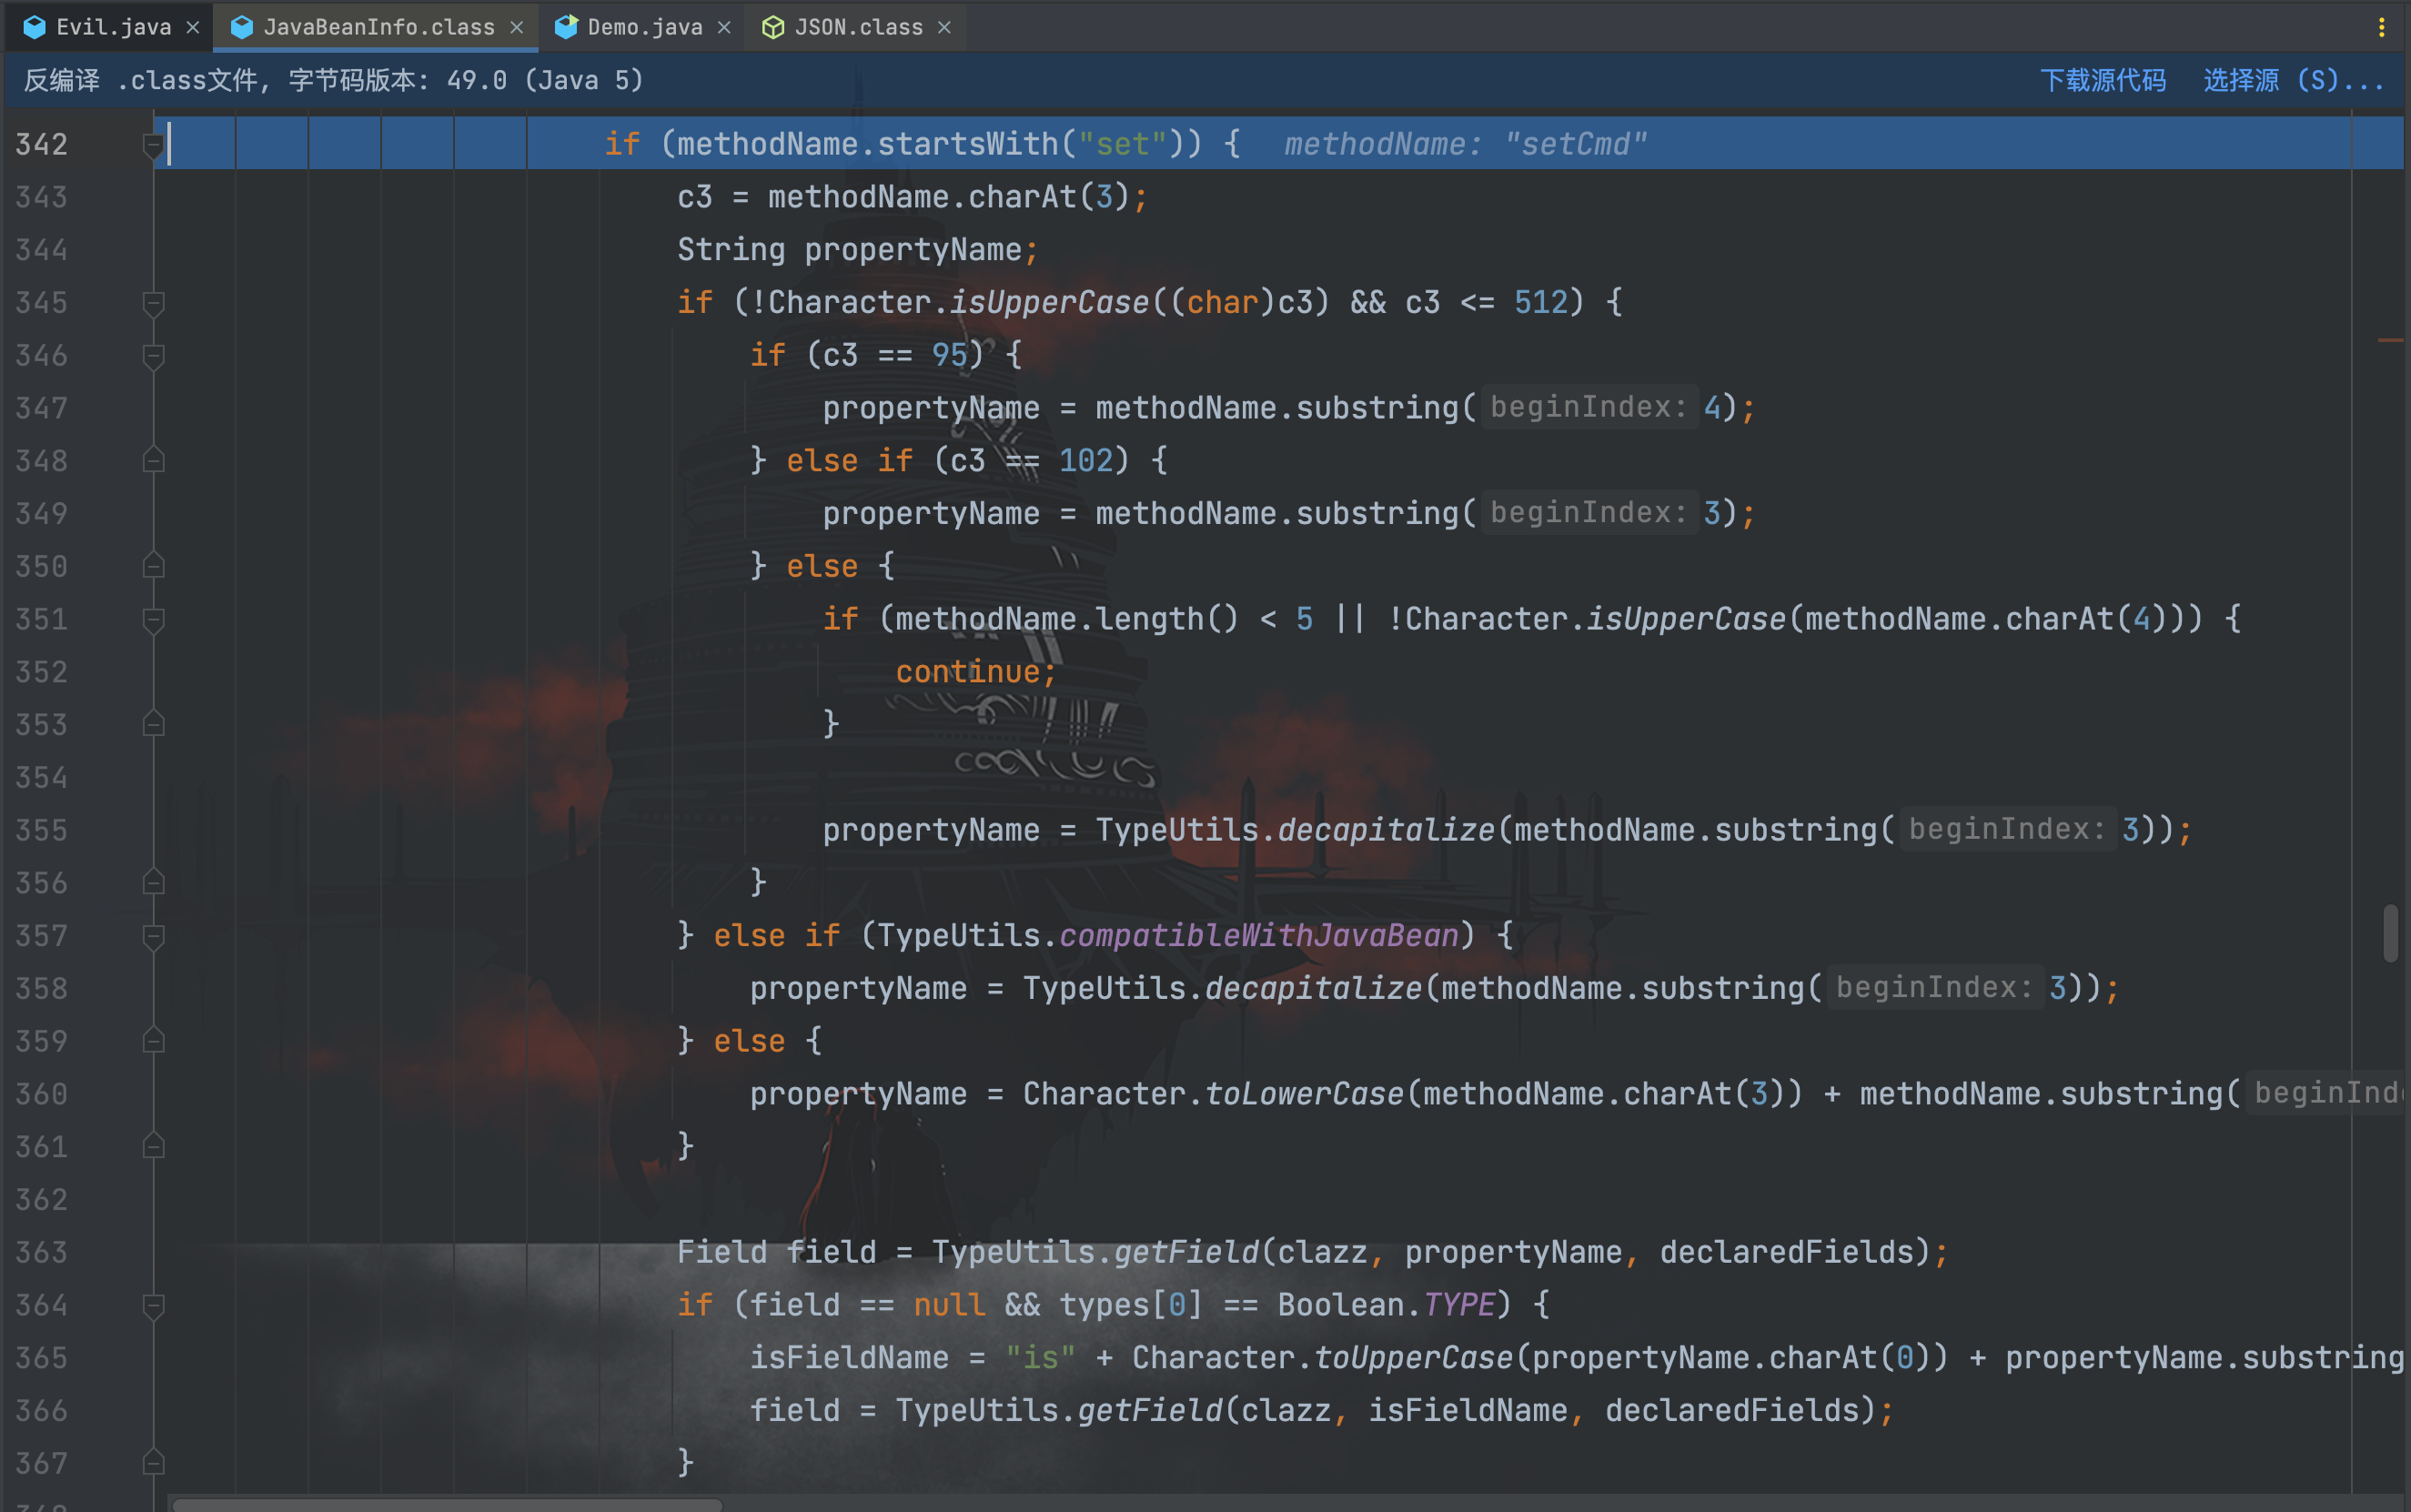 Evil.java × JavaBeanInfo.class × Demo.java × JSON.class ×
反编译 .class文件, 字节码版本: 49.0 (Java 5) 下载源代码 选择源 (S)...
342 if (methodName.startsWith("set")) { methodName: "setCmd"
343 c3 = methodName.charAt(3);
344 String propertyName;
345 if (!Character.isUpperCase((char)c3) && c3 <= 512) {
346 if (c3 == 95) {
347 propertyName = methodName.substring( beginIndex: 4);
348 } else if (c3 == 102) {
349 propertyName = methodName.substring( beginIndex: 3);
350 } else {
351 if (methodName.length() < 5 || !Character.isUpperCase(methodName.charAt(4))) {
352 continue;
353 }
354
355 propertyName = TypeUtils.decapitalize(methodName.substring( beginIndex: 3));
356 }
357 } else if (TypeUtils.compatibleWithJavaBean) {
358 propertyName = TypeUtils.decapitalize(methodName.substring( beginIndex: 3));
359 } else {
360 propertyName = Character.toLowerCase(methodName.charAt(3)) + methodName.substring( beginInd
361 }
362
363 Field field = TypeUtils.getField(clazz, propertyName, declaredFields);
364 if (field == null && types[0] == Boolean.TYPE) {
365 isFieldName = "is" + Character.toUpperCase(propertyName.charAt(0)) + propertyName.substring
366 field = TypeUtils.getField(clazz, isFieldName, declaredFields);
367 }